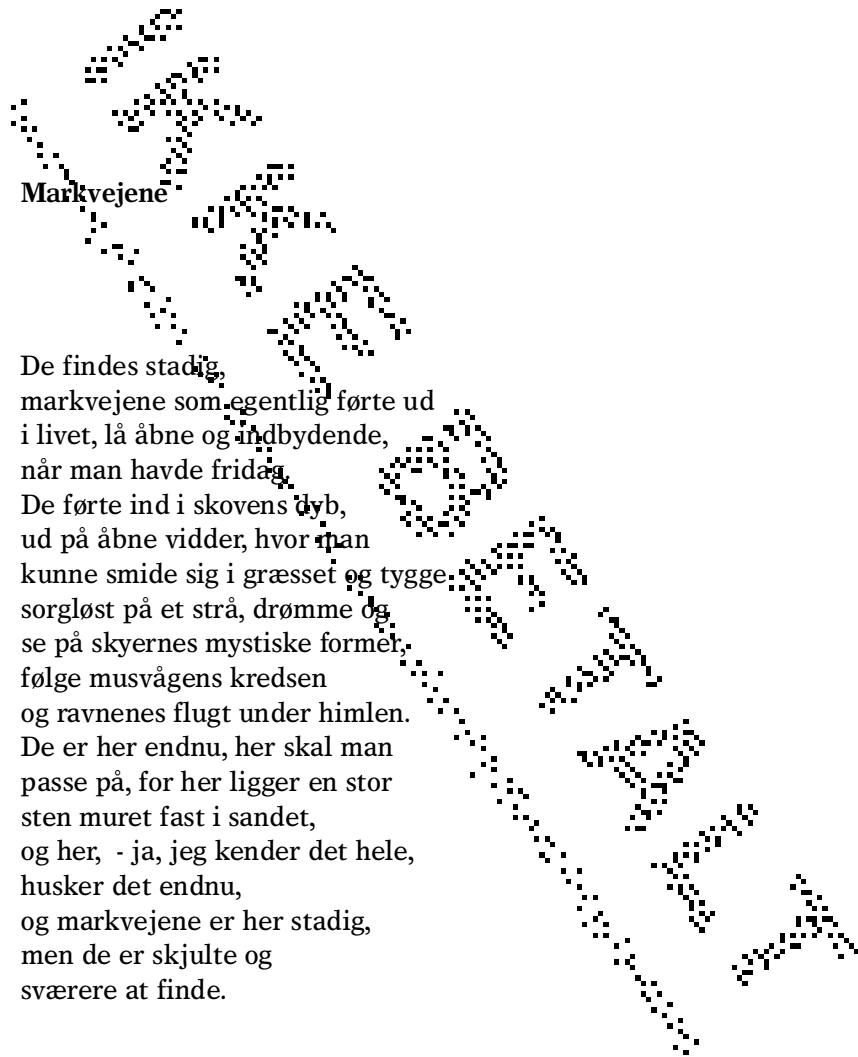 IKKE BETALT
Markvejene
De findes stadig,
markvejene som egentlig førte ud
i livet, lå åbne og indbydende,
når man havde fridag.
De førte ind i skovens dyb,
ud på åbne vidder, hvor man
kunne smide sig i græsset og tygge
sorgløst på et strå, drømme og
se på skyernes mystiske former,
følge musvågens kredsen
og ravnenes flugt under himlen.
De er her endnu, her skal man
passe på, for her ligger en stor
sten muret fast i sandet,
og her,  - ja, jeg kender det hele,
husker det endnu,
og markvejene er her stadig,
men de er skjulte og
sværere at finde.